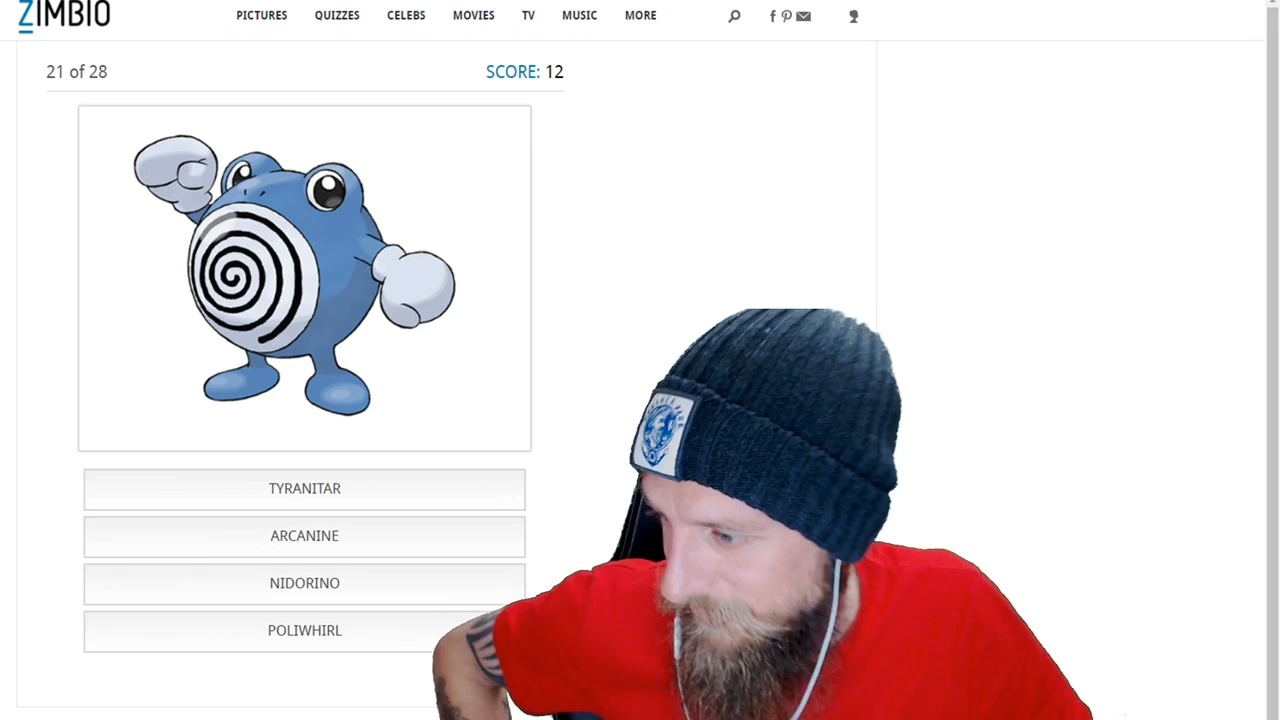 ZIMBIO
PICTURES QUIZZES CELEBS MOVIES TV MUSIC MORE
21 of 28
SCORE: 12
TYRANITAR
ARCANINE
NIDORINO
POLIWHIRL